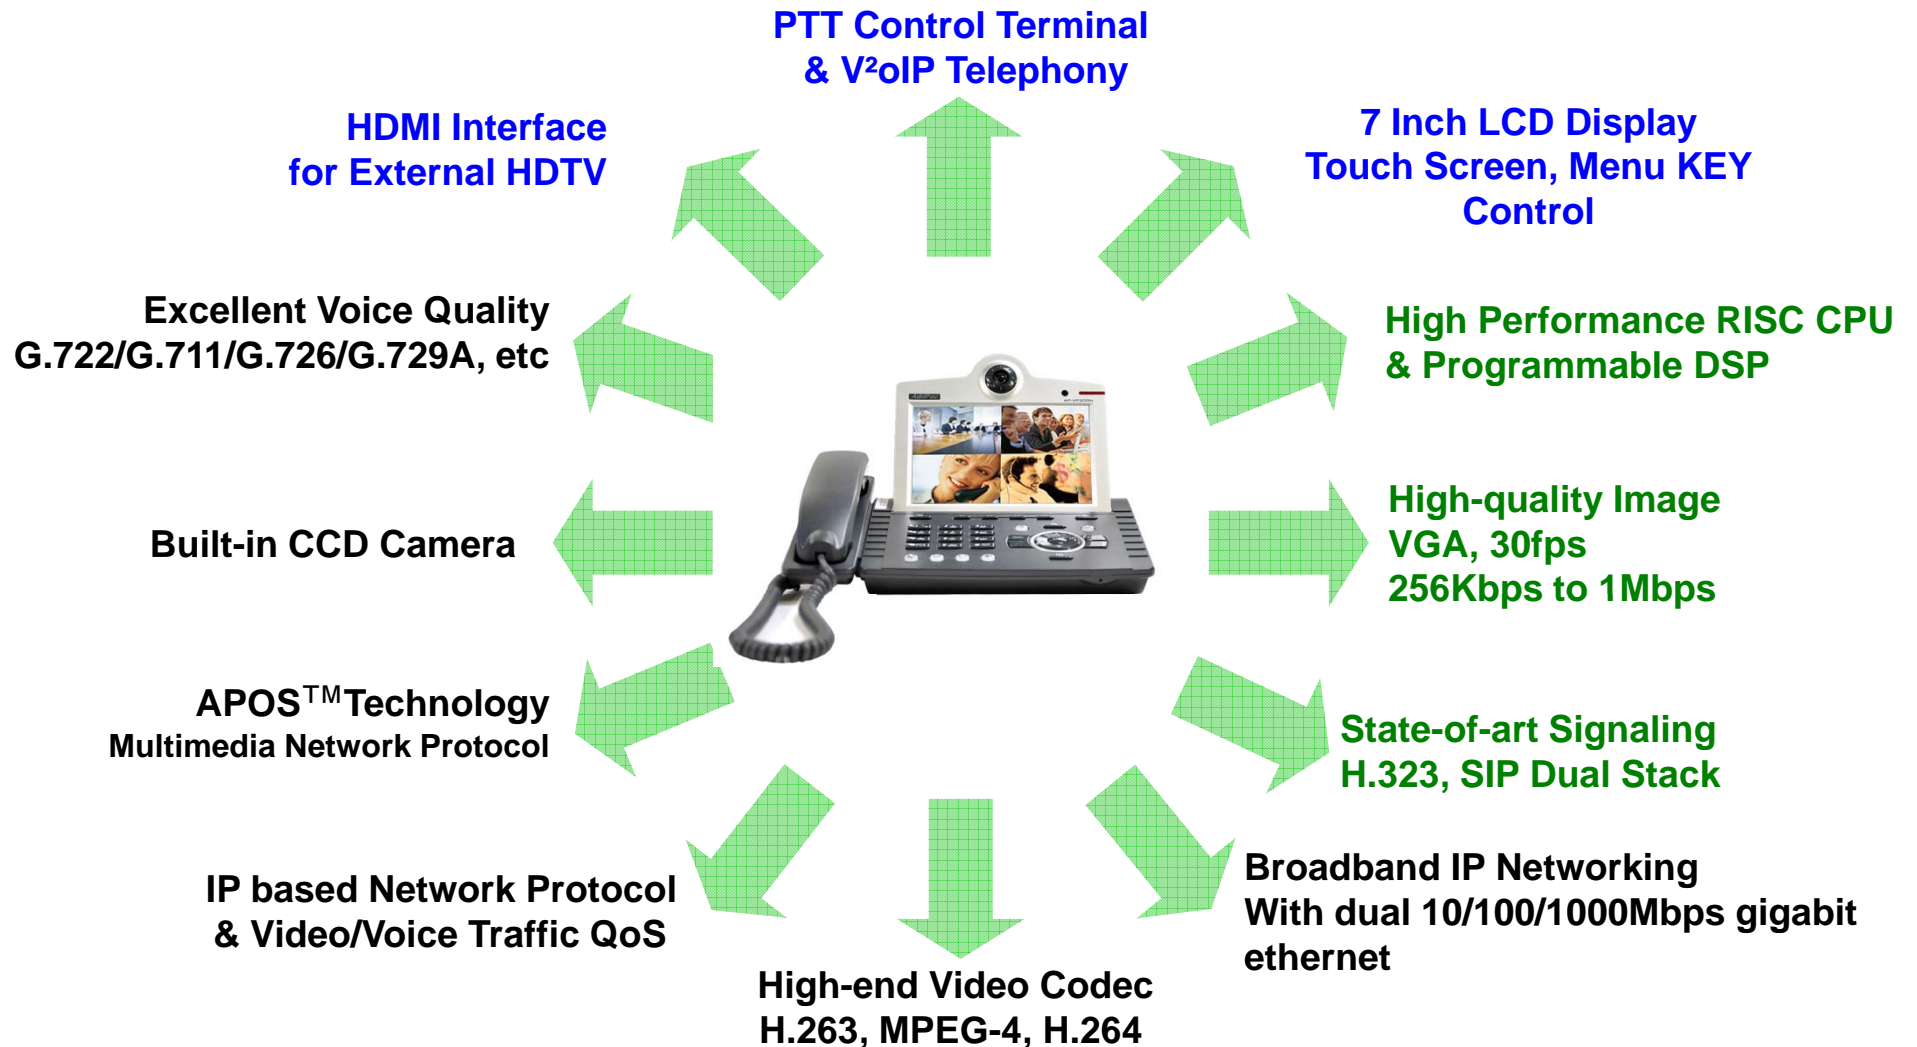 PTT Control Terminal
& V²oIP Telephony
HDMI Interface
for External HDTV
7 Inch LCD Display
Touch Screen, Menu KEY
Control
Excellent Voice Quality
G.722/G.711/G.726/G.729A, etc
High Performance RISC CPU
& Programmable DSP
AddPac
AP-VP300N
Built-in CCD Camera
High-quality Image
VGA, 30fps
256Kbps to 1Mbps
APOS™Technology
Multimedia Network Protocol
State-of-art Signaling
H.323, SIP Dual Stack
IP based Network Protocol
& Video/Voice Traffic QoS
Broadband IP Networking
With dual 10/100/1000Mbps gigabit
ethernet
High-end Video Codec
H.263, MPEG-4, H.264